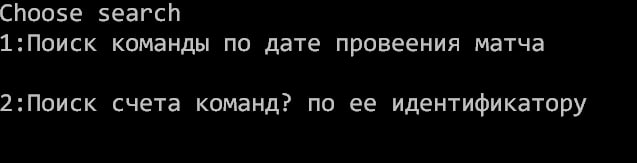 Choose search
1:Поиск команды по дате провеения матча
2:Поиск счета команд? по ее идентификатору